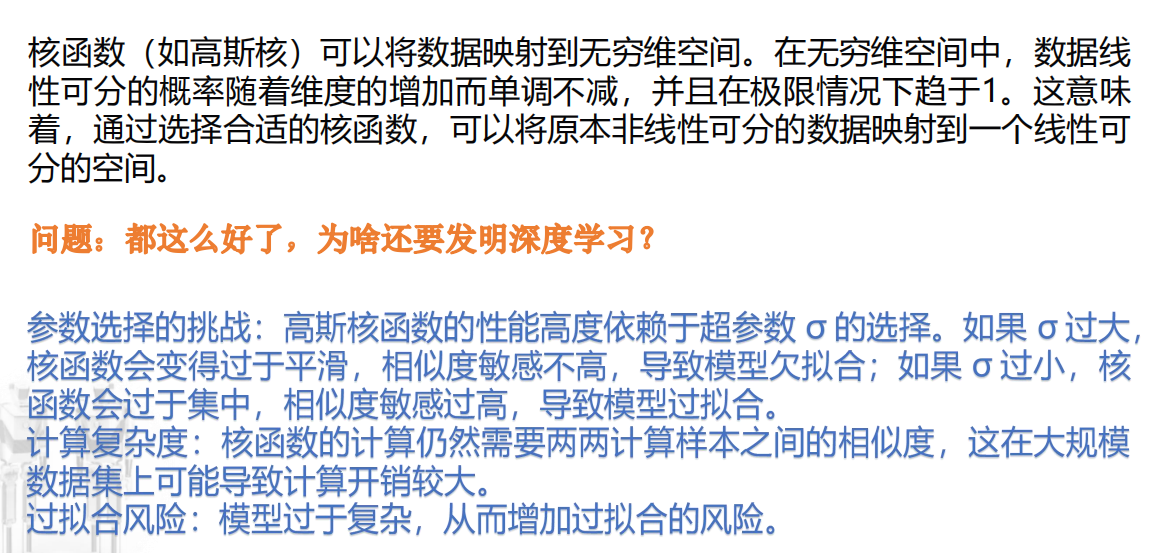 核函数（如高斯核）可以将数据映射到无穷维空间。在无穷维空间中，数据线
性可分的概率随着维度的增加而单调不减，并且在极限情况下趋于1。这意味
着，通过选择合适的核函数，可以将原本非线性可分的数据映射到一个线性可
分的空间。
问题：都这么好了，为啥还要发明深度学习？
参数选择的挑战：高斯核函数的性能高度依赖于超参数 σ 的选择。如果 σ 过大，
核函数会变得过于平滑，相似度敏感不高，导致模型欠拟合；如果 σ 过小，核
函数会过于集中，相似度敏感过高，导致模型过拟合。
计算复杂度：核函数的计算仍然需要两两计算样本之间的相似度，这在大规模
数据集上可能导致计算开销较大。
过拟合风险：模型过于复杂，从而增加过拟合的风险。